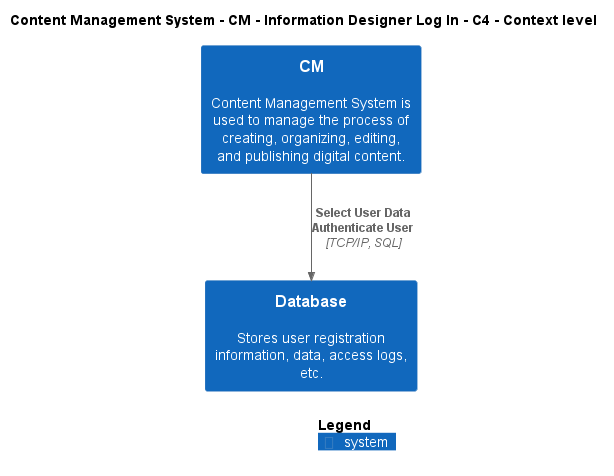 Content Management System - CM - Information Designer Log In - C4 - Context level
CM
Content Management System is
used to manage the process of
creating, organizing, editing,
and publishing digital content.
Select User Data
Authenticate User
[TCP/IP, SQL]
Database
Stores user registration
information, data, access logs,
etc.
Legend
system